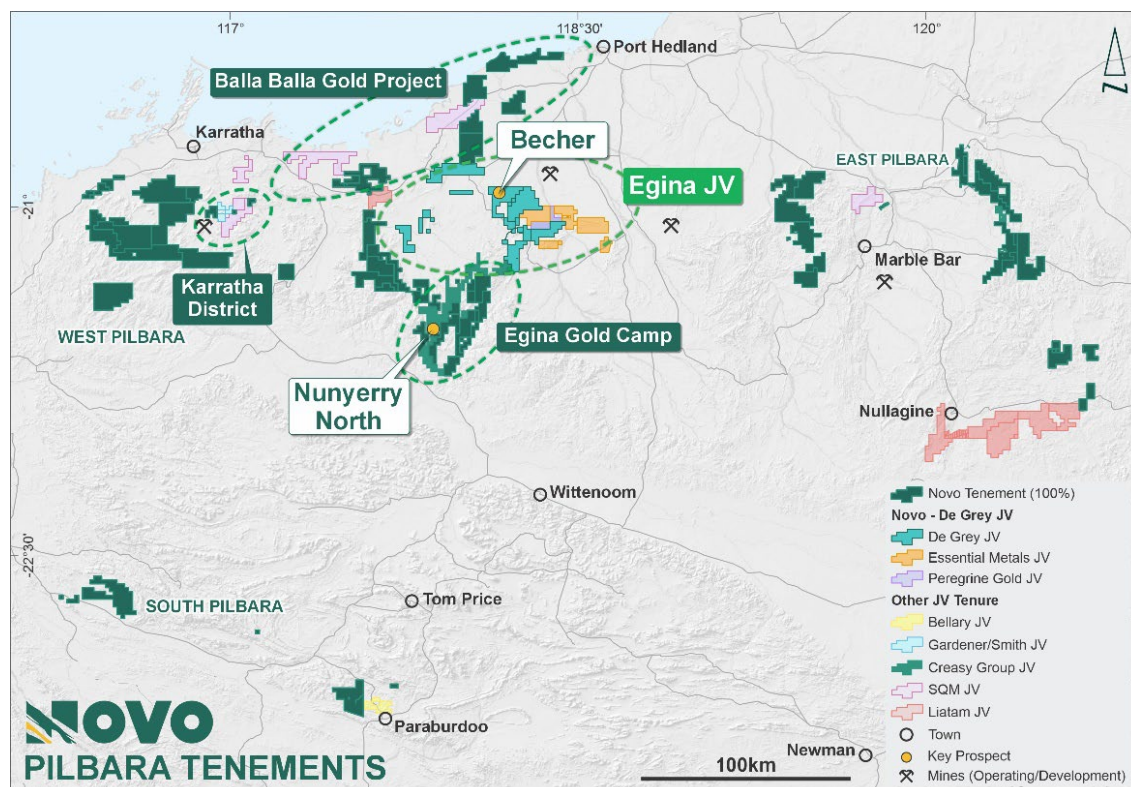 117°
118°30'
120°
Port Hedland
Balla Balla Gold Project
Z
Karratha
Becher
EAST PILBARA
Egina JV
-21°
Marble Bar
Karratha
District
WEST PILBARA
Egina Gold Camp
Nunyerry
North
Nullagine
Wittenoom
-22°30'
SOUTH PILBARA
Tom Price
Paraburdoo
Newman
100km
NOVO
PILBARA TENEMENTS
Novo Tenement (100%)
Novo - De Grey JV
De Grey JV
Essential Metals JV
Peregrine Gold JV
Other JV Tenure
Bellary JV
Gardener/Smith JV
Creasy Group JV
SQM JV
Liatam JV
Town
Key Prospect
Mines (Operating/Development)